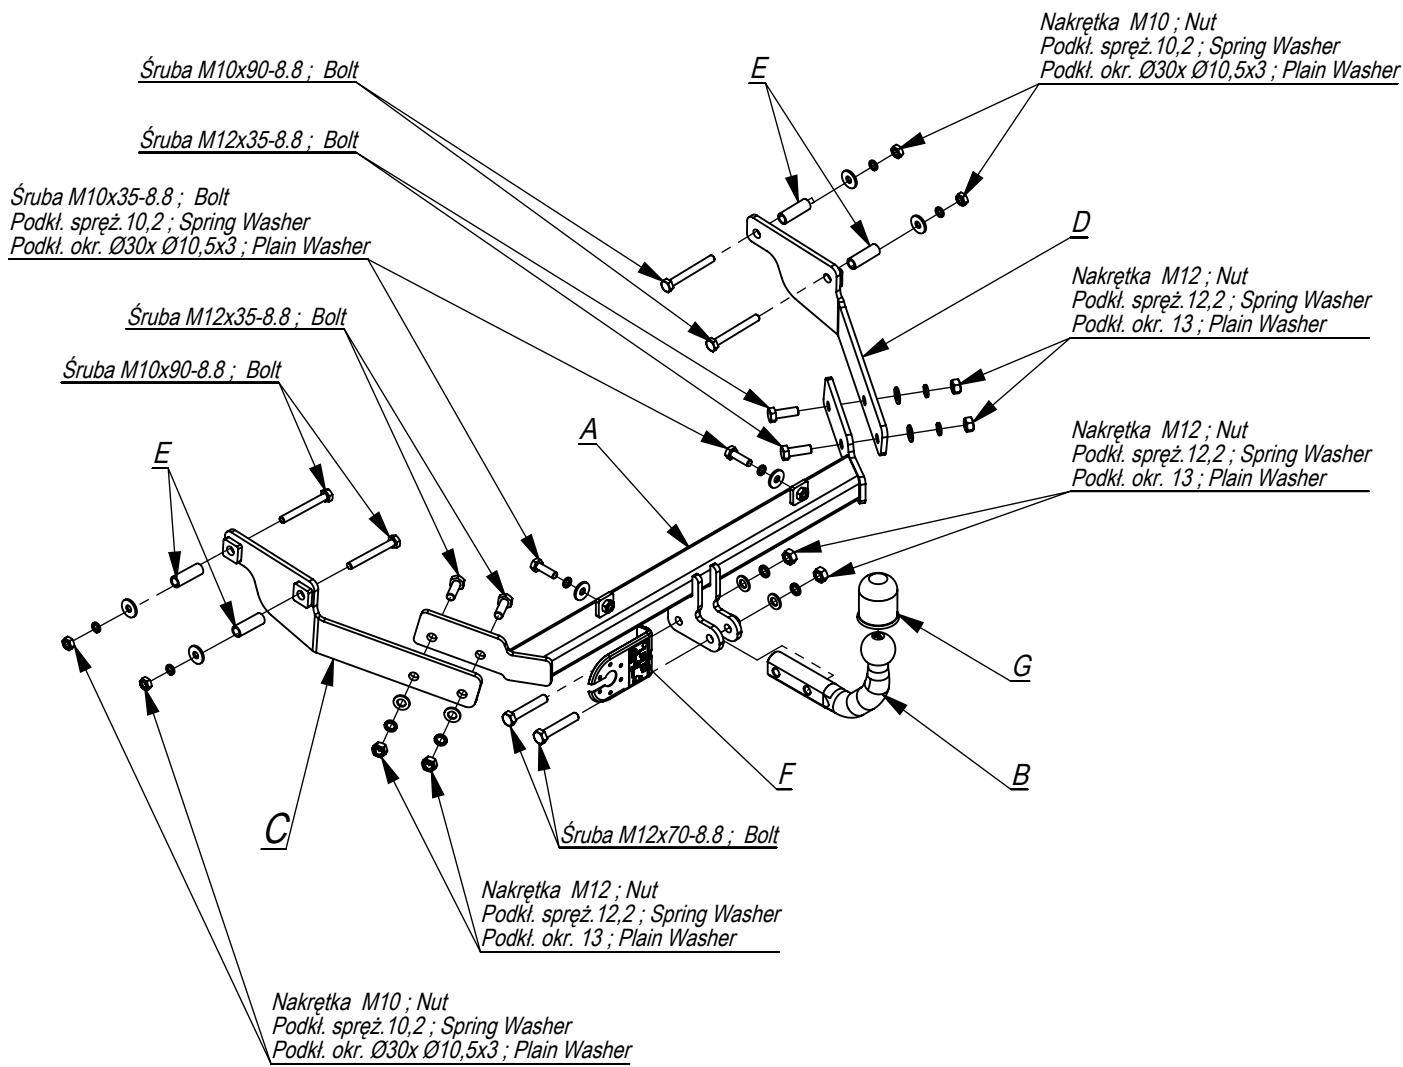 Nakrętka M10 ; Nut
Podkł. spręż.10,2 ; Spring Washer
Podkł. okr. Ø30x Ø10,5x3 ; Plain Washer
Śruba M10x90-8.8 ; Bolt
E
Śruba M12x35-8.8 ; Bolt
Śruba M10x35-8.8 ; Bolt
Podkł. spręż.10,2 ; Spring Washer
Podkł. okr. Ø30x Ø10,5x3 ; Plain Washer
D
Nakrętka M12 ; Nut
Podkł. spręż.12,2 ; Spring Washer
Podkł. okr. 13 ; Plain Washer
Śruba M12x35-8.8 ; Bolt
Śruba M10x90-8.8 ; Bolt
A
E
Nakrętka M12 ; Nut
Podkł. spręż.12,2 ; Spring Washer
Podkł. okr. 13 ; Plain Washer
G
F
B
C
Śruba M12x70-8.8 ; Bolt
Nakrętka M12 ; Nut
Podkł. spręż.12,2 ; Spring Washer
Podkł. okr. 13 ; Plain Washer
Nakrętka M10 ; Nut
Podkł. spręż.10,2 ; Spring Washer
Podkł. okr. Ø30x Ø10,5x3 ; Plain Washer